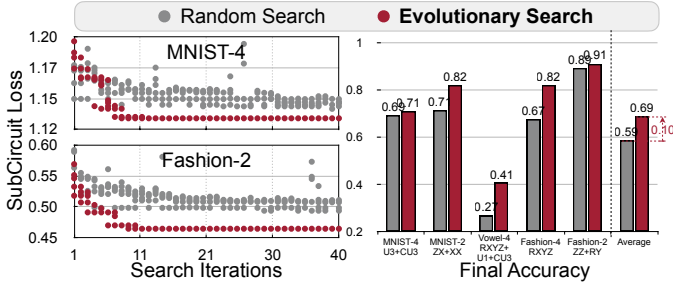 Random Search
Evolutionary Search
SubCircuit Loss
MNIST-4
1.20
1.17
1.15
1.12
Fashion-2
0.60
0.55
0.50
0.45
1
11
21
30
40
Search Iterations
1
0.8
0.6
0.4
0.2
0.69
0.71
0.71
0.82
0.27
0.41
0.67
0.82
0.89
0.91
0.59
0.69
0.10
MNIST-4
U3+CU3
MNIST-2
ZX+XX
Vowel-4
RXYZ+
U1+CU3
Fashion-4
RXYZ
Fashion-2
ZZ+RY
Average
Final Accuracy